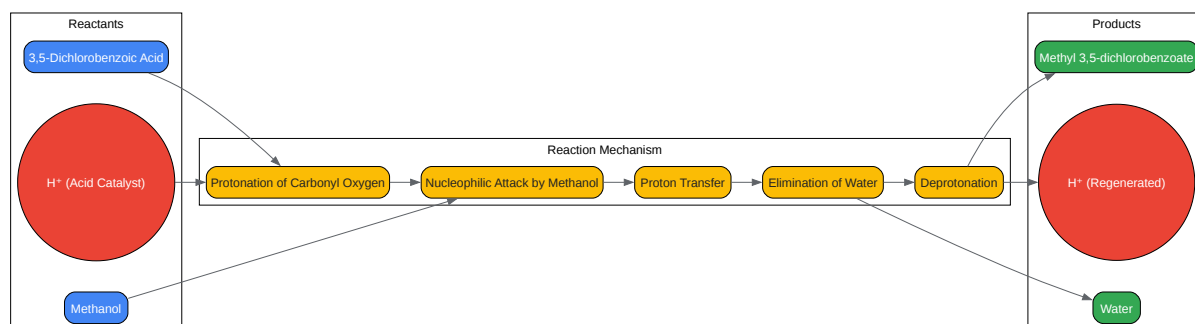 Reactants
3,5-Dichlorobenzoic Acid
H⁺ (Acid Catalyst)
Methanol
Reaction Mechanism
Protonation of Carbonyl Oxygen
Nucleophilic Attack by Methanol
Proton Transfer
Elimination of Water
Deprotonation
Products
Methyl 3,5-dichlorobenzoate
H⁺ (Regenerated)
Water